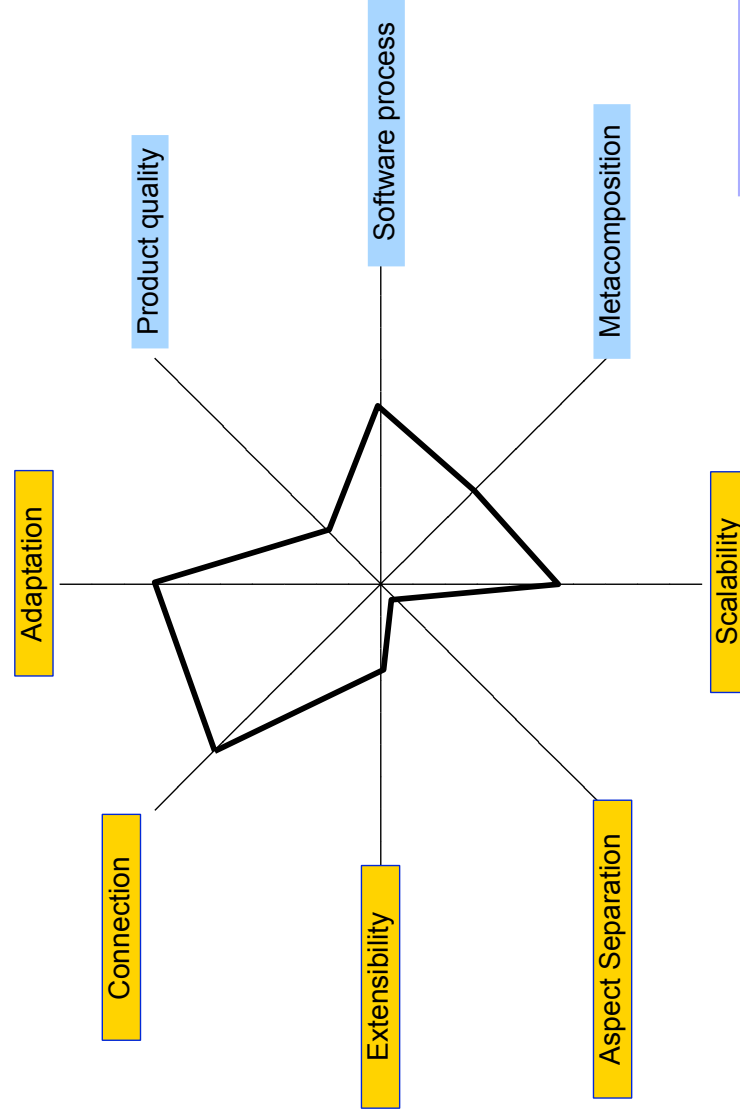 Adaptation
Connection
Product quality
Extensibility
Software process
Aspect Separation
Metacomposition
Scalability